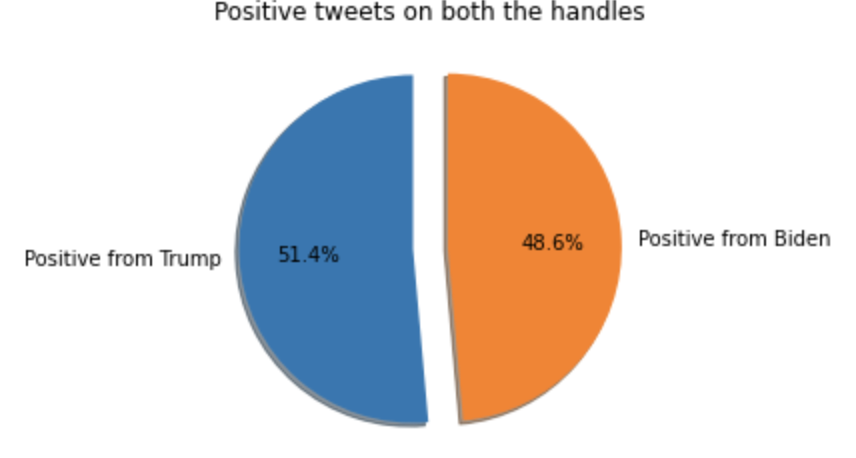 Positive tweets on both the handles
48.6%
Positive from Biden
51.4%
Positive from Trump